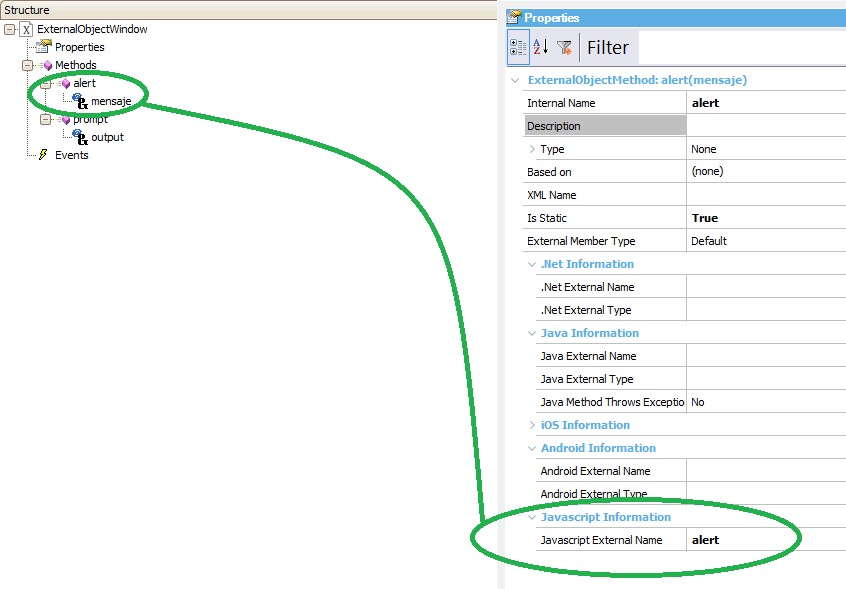 Structure
ExternalObjectWindow
Properties
Methods
alert
mensaje
prompt
output
Events
Properties
Filter
ExternalObjectMethod: alert(mensaje)
Internal Name alert
Description
Type None
Based on (none)
XML Name
Is Static True
External Member Type Default
.Net Information
.Net External Name
.Net External Type
Java Information
Java External Name
Java External Type
Java Method Throws Exceptio No
iOS Information
Android Information
Android External Name
Android External Type
Javascript Information
Javascript External Name alert